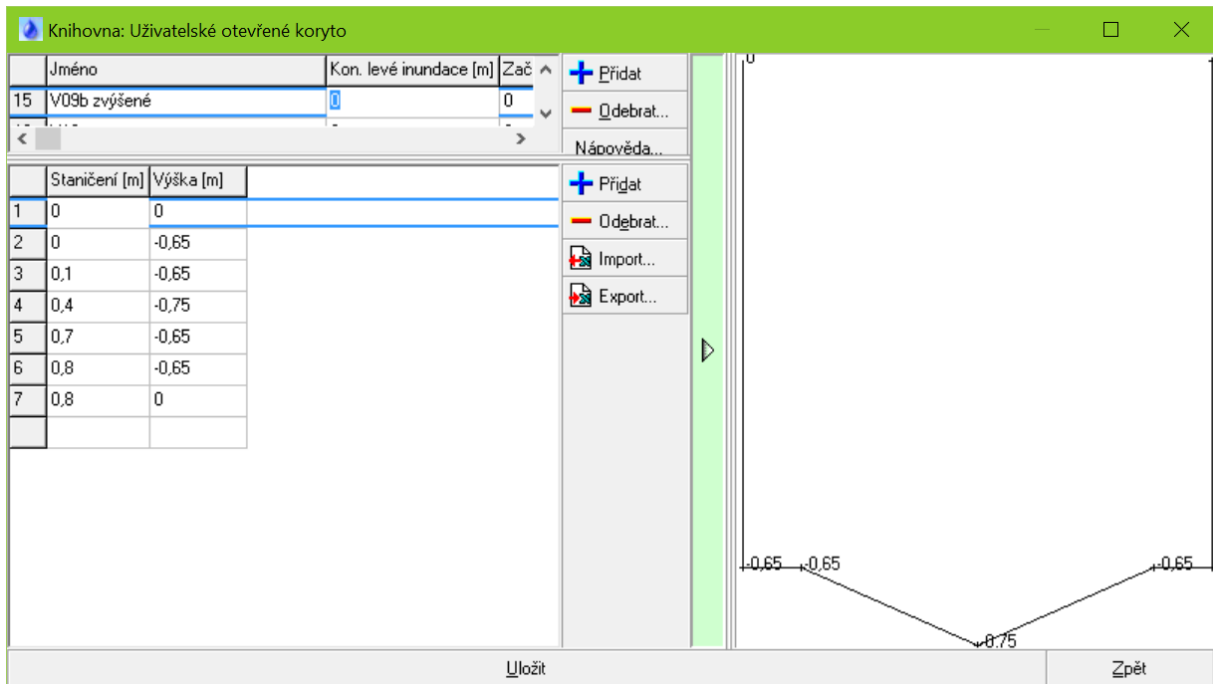 Knihovna: Uživatelské otevřené koryto
Jméno Kon. levé inundace [m] Zač
15 V09b zvýšené 0 0
Přidat
Odebrat...
Nápověda...
Staničení [m] Výška [m]
1 0 0
2 0 -0,65
3 0,1 -0,65
4 0,4 -0,75
5 0,7 -0,65
6 0,8 -0,65
7 0,8 0
Přidat
Odebrat...
Import...
Export...
0
-0,65 -0,65 -0,65
-0,75
Uložit Zpět